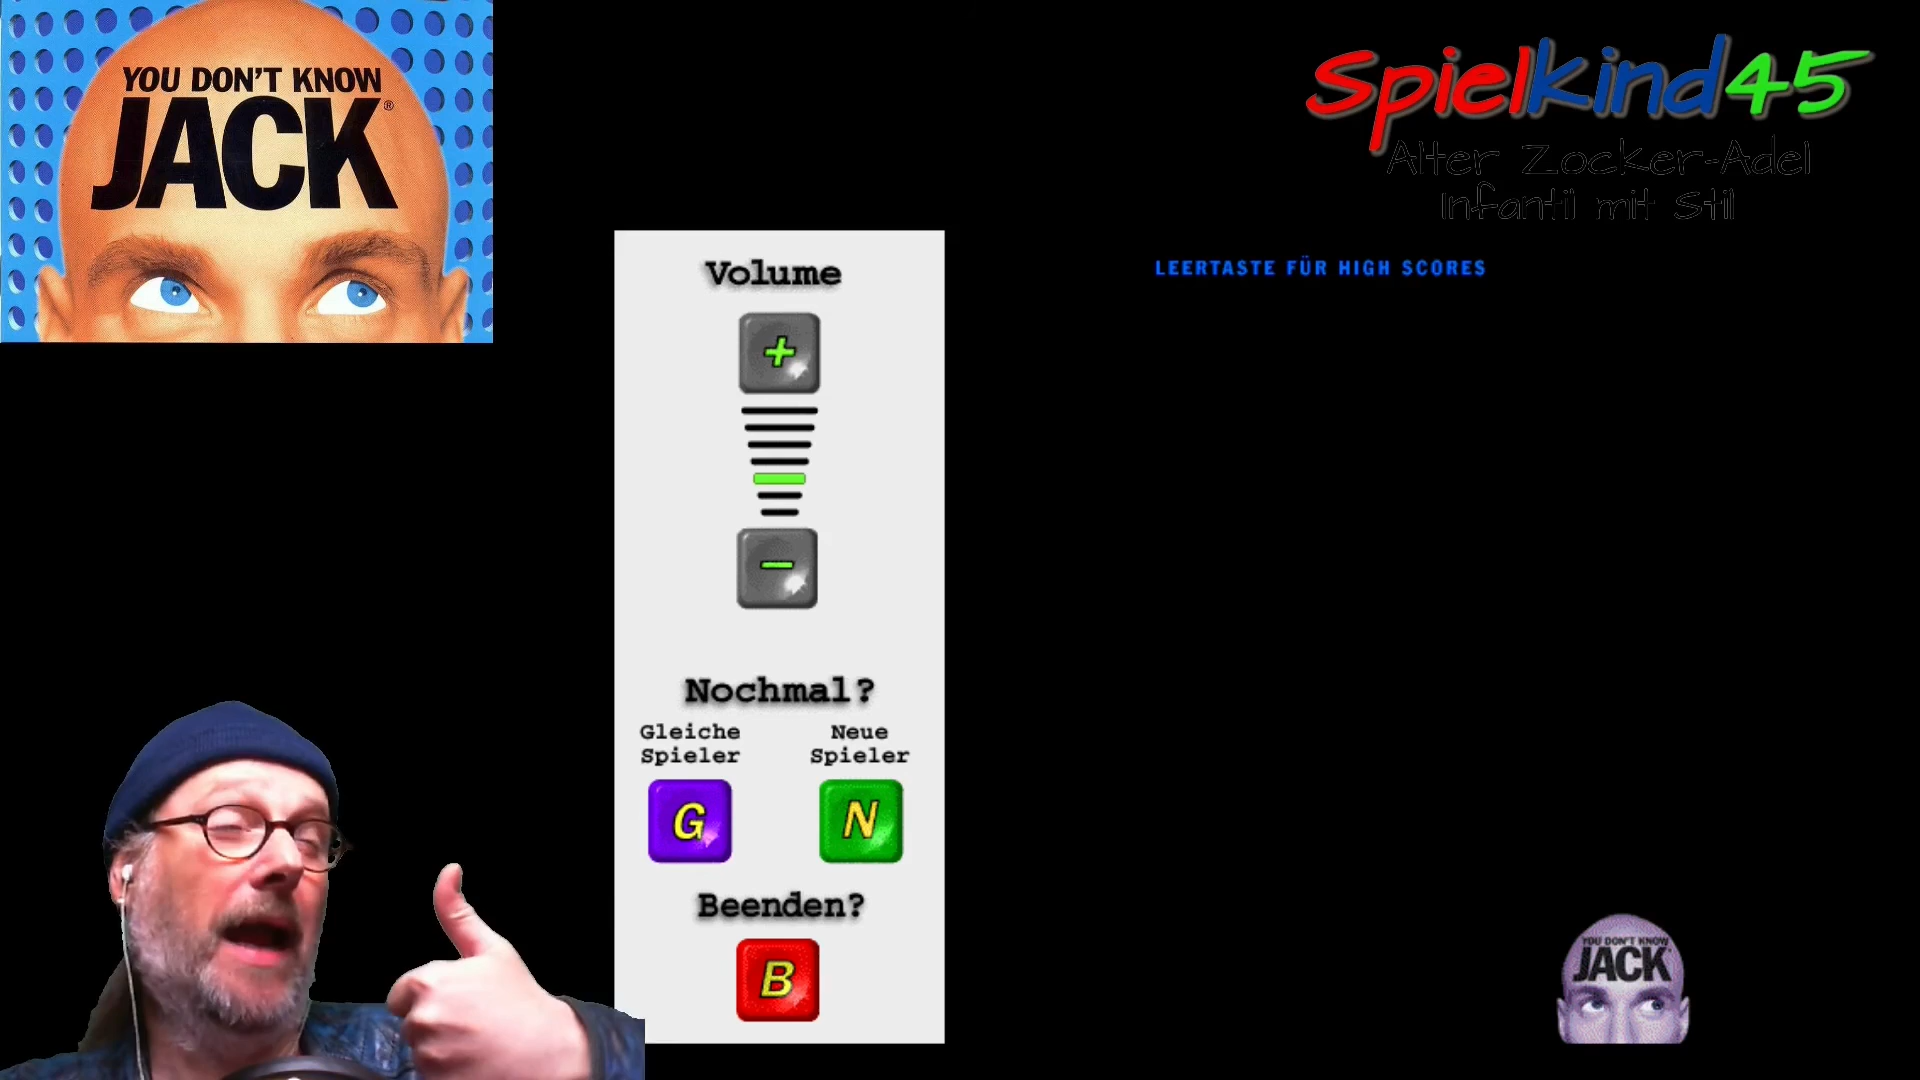 YOU DON'T KNOW
JACK®
Spielkind45
Alter Zocker-Adel
Infantil mit Stil
LEERTASTE FÜR HIGH SCORES
Volume
+
−
Nochmal?
Gleiche Spieler
Neue Spieler
G
N
Beenden?
B
YOU DON'T KNOW
JACK